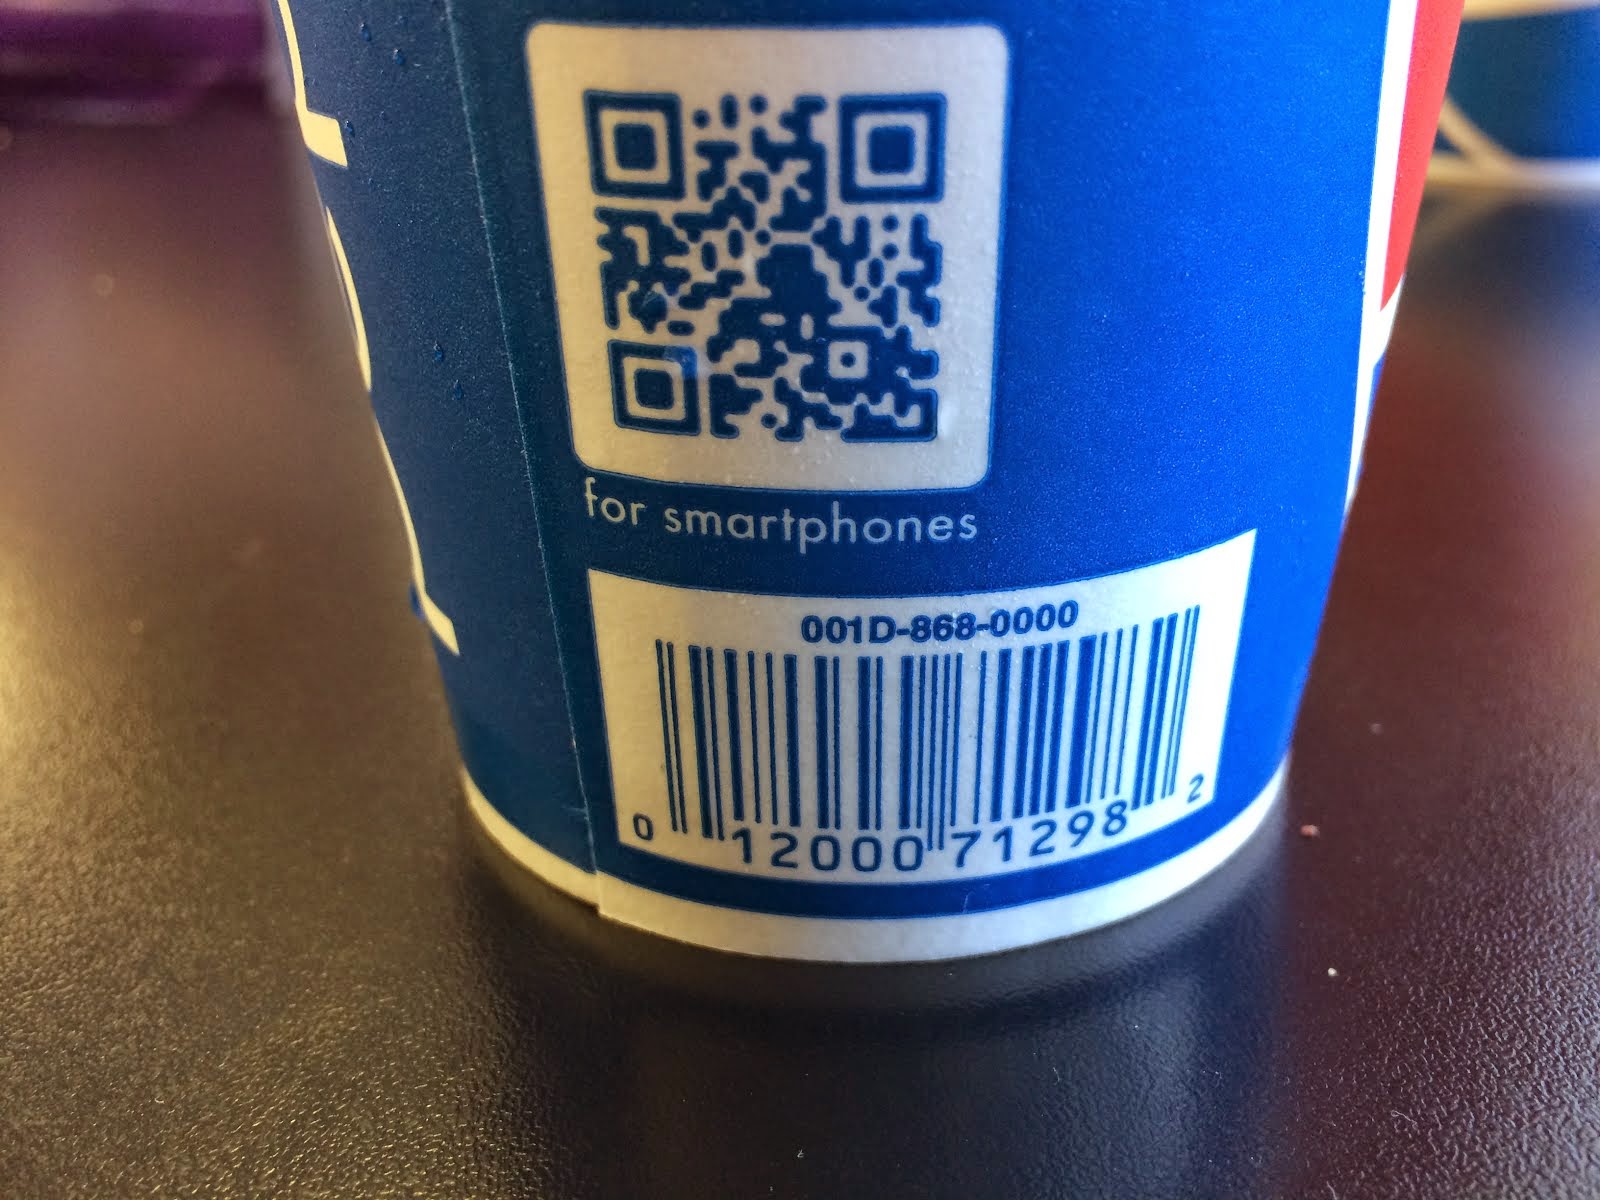 for smartphones
001D-868-0000
0 12000 71298 2